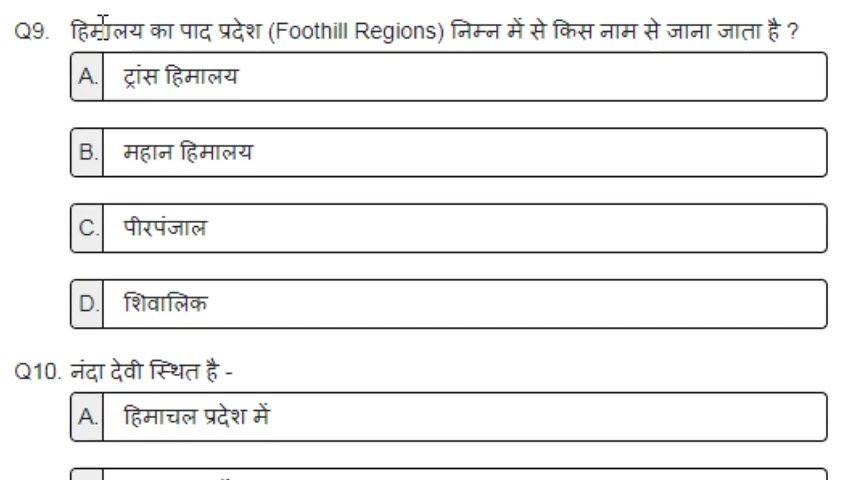 Q9. हिमालय का पाद प्रदेश (Foothill Regions) निम्न में से किस नाम से जाना जाता है ?
A. ट्रांस हिमालय
B. महान हिमालय
C. पीरपंजाल
D. शिवालिक
Q10. नंदा देवी स्थित है -
A. हिमाचल प्रदेश में